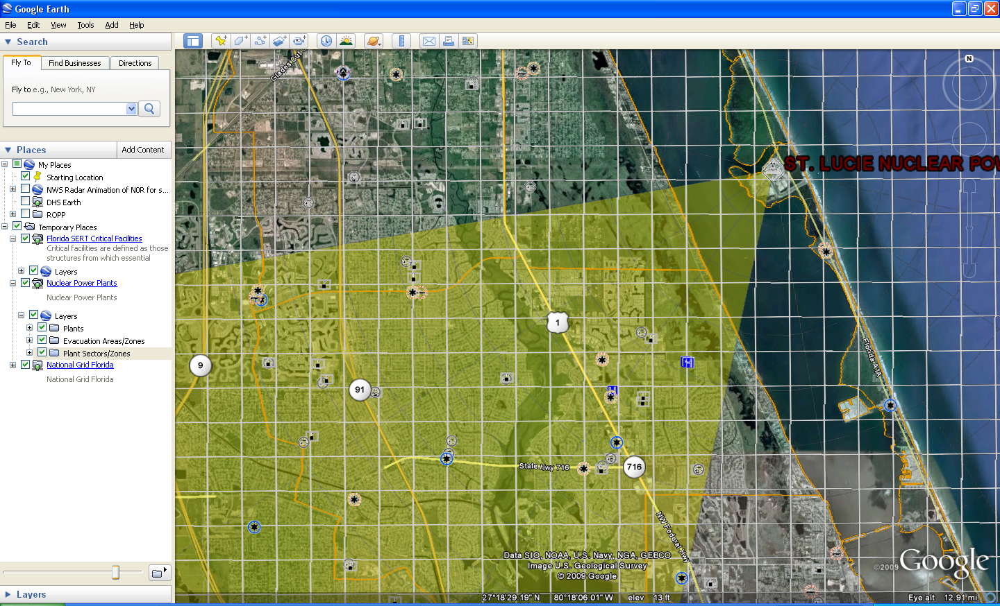 Google Earth
File Edit View Tools Add Help
Search
Fly To Find Businesses Directions
Fly to e.g., New York, NY
Places Add Content
My Places
Starting Location
NWS Radar Animation of N0R for s...
DHS Earth
ROPP
Temporary Places
Florida SERT Critical Facilities
Critical facilities are defined as those
structures from which essential
Layers
Nuclear Power Plants
Nuclear Power Plants
Layers
Plants
Evacuation Areas/Zones
Plant Sectors/Zones
National Grid Florida
National Grid Florida
Layers
Glades Cut
N
ST. LUCIE NUCLEAR POW
1
9
Florida A1A
91
State Hwy 716
716
NW Federal Hwy
Data SIO, NOAA, U.S. Navy, NGA, GEBCO
Image U.S. Geological Survey
© 2009 Google
©2009 Google
27°18'29.19" N 80°18'06.01" W elev 13 ft
Eye alt 12.91 mi